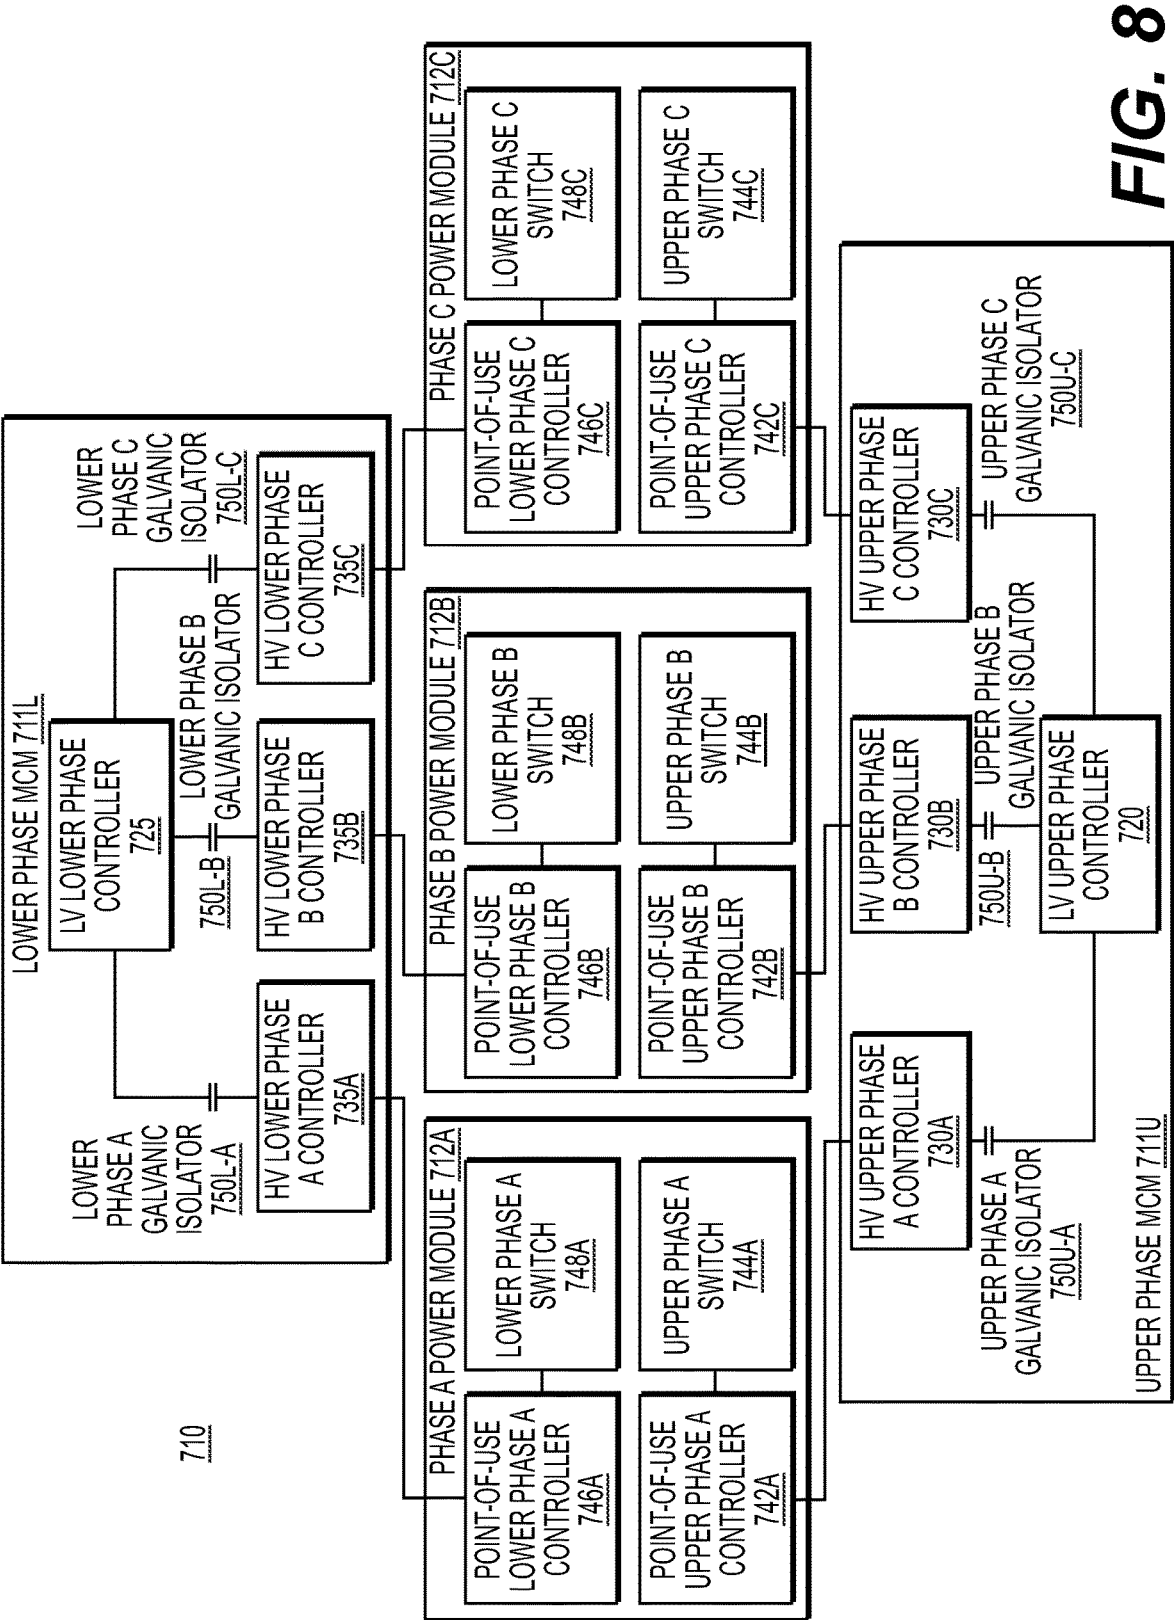 710
LOWER PHASE MCM 711L
LV LOWER PHASE
CONTROLLER
725
LOWER
PHASE A
GALVANIC
ISOLATOR
750L-A
750L-B
LOWER PHASE B
GALVANIC ISOLATOR
LOWER
PHASE C
GALVANIC
ISOLATOR
750L-C
HV LOWER PHASE
A CONTROLLER
735A
HV LOWER PHASE
B CONTROLLER
735B
HV LOWER PHASE
C CONTROLLER
735C
PHASE A POWER MODULE 712A
POINT-OF-USE
LOWER PHASE A
CONTROLLER
746A
LOWER PHASE A
SWITCH
748A
POINT-OF-USE
UPPER PHASE A
CONTROLLER
742A
UPPER PHASE A
SWITCH
744A
PHASE B POWER MODULE 712B
POINT-OF-USE
LOWER PHASE B
CONTROLLER
746B
LOWER PHASE B
SWITCH
748B
POINT-OF-USE
UPPER PHASE B
CONTROLLER
742B
UPPER PHASE B
SWITCH
744B
PHASE C POWER MODULE 712C
POINT-OF-USE
LOWER PHASE C
CONTROLLER
746C
LOWER PHASE C
SWITCH
748C
POINT-OF-USE
UPPER PHASE C
CONTROLLER
742C
UPPER PHASE C
SWITCH
744C
HV UPPER PHASE
A CONTROLLER
730A
HV UPPER PHASE
B CONTROLLER
730B
HV UPPER PHASE
C CONTROLLER
730C
UPPER PHASE A
GALVANIC ISOLATOR
750U-A
750U-B
UPPER PHASE B
GALVANIC ISOLATOR
UPPER PHASE C
GALVANIC ISOLATOR
750U-C
LV UPPER PHASE
CONTROLLER
720
UPPER PHASE MCM 711U
FIG. 8